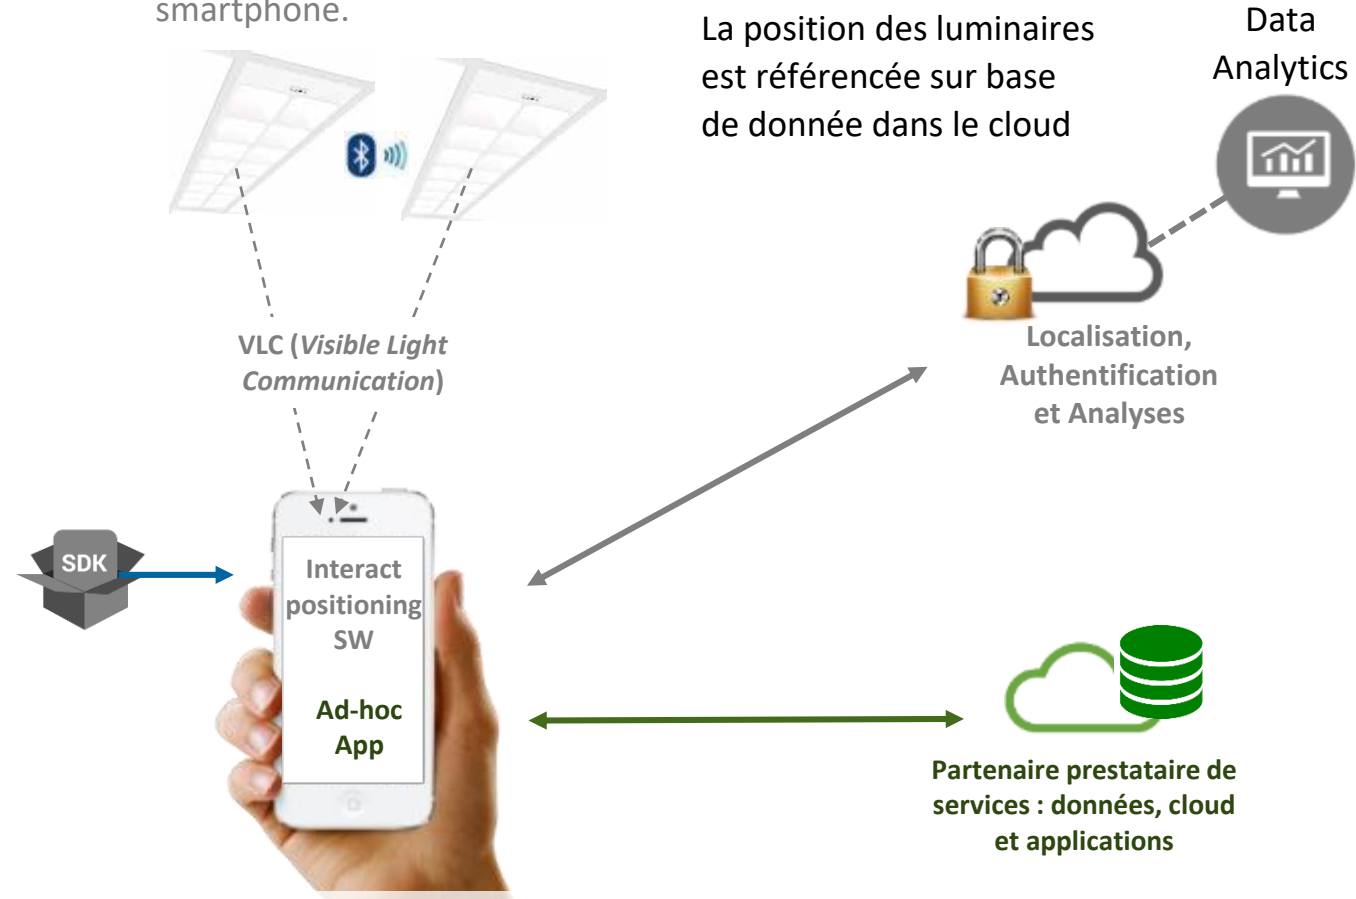 smartphone.
La position des luminaires
est référencée sur base
de donnée dans le cloud
Data
Analytics
VLC (Visible Light
Communication)
Localisation,
Authentification
et Analyses
SDK
Interact
positioning
SW
Ad-hoc
App
Partenaire prestataire de
services : données, cloud
et applications